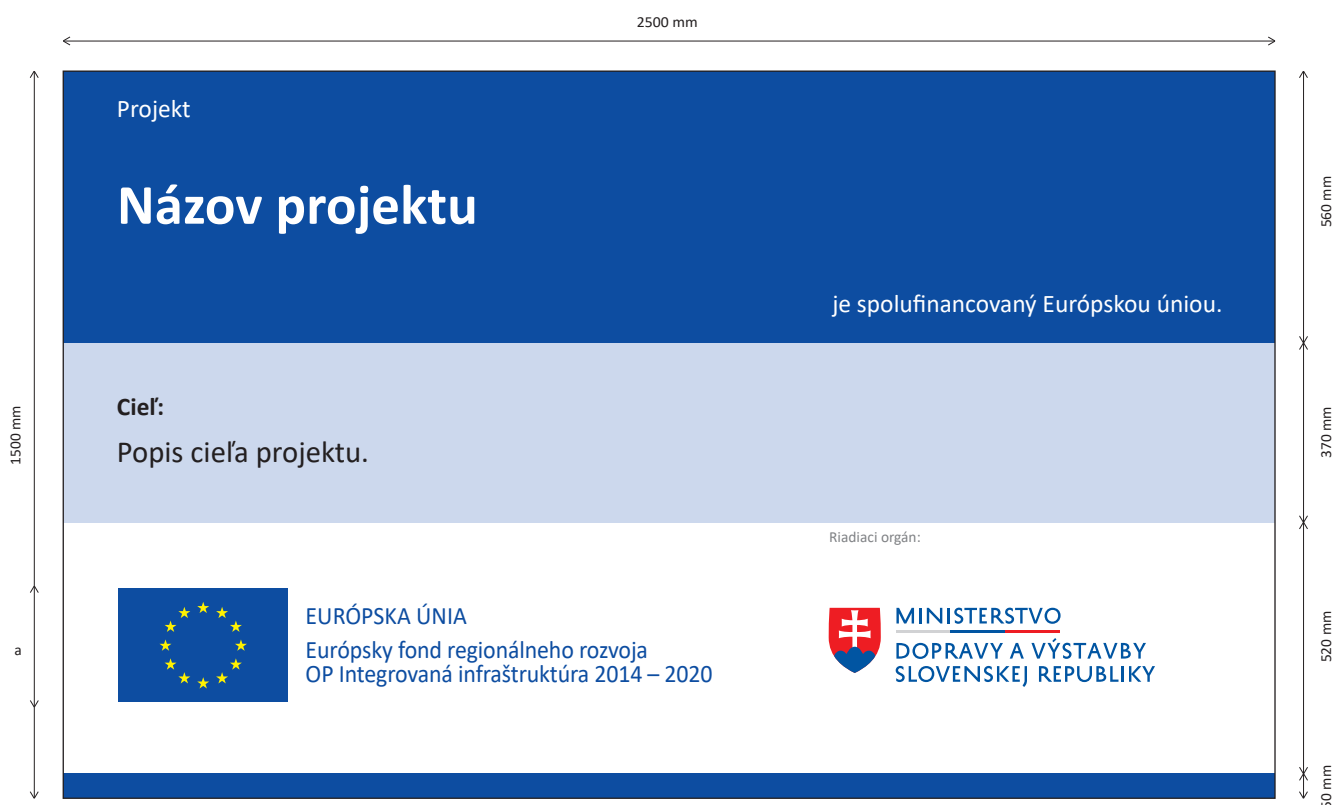 2500 mm
Projekt
Názov projektu
je spolufinancovaný Európskou úniou.
560 mm
Cieľ:
Popis cieľa projektu.
1500 mm
370 mm
Riadiaci orgán:
EURÓPSKA ÚNIA
Európsky fond regionálneho rozvoja
OP Integrovaná infraštruktúra 2014 – 2020
MINISTERSTVO
DOPRAVY A VÝSTAVBY
SLOVENSKEJ REPUBLIKY
a
520 mm
50 mm